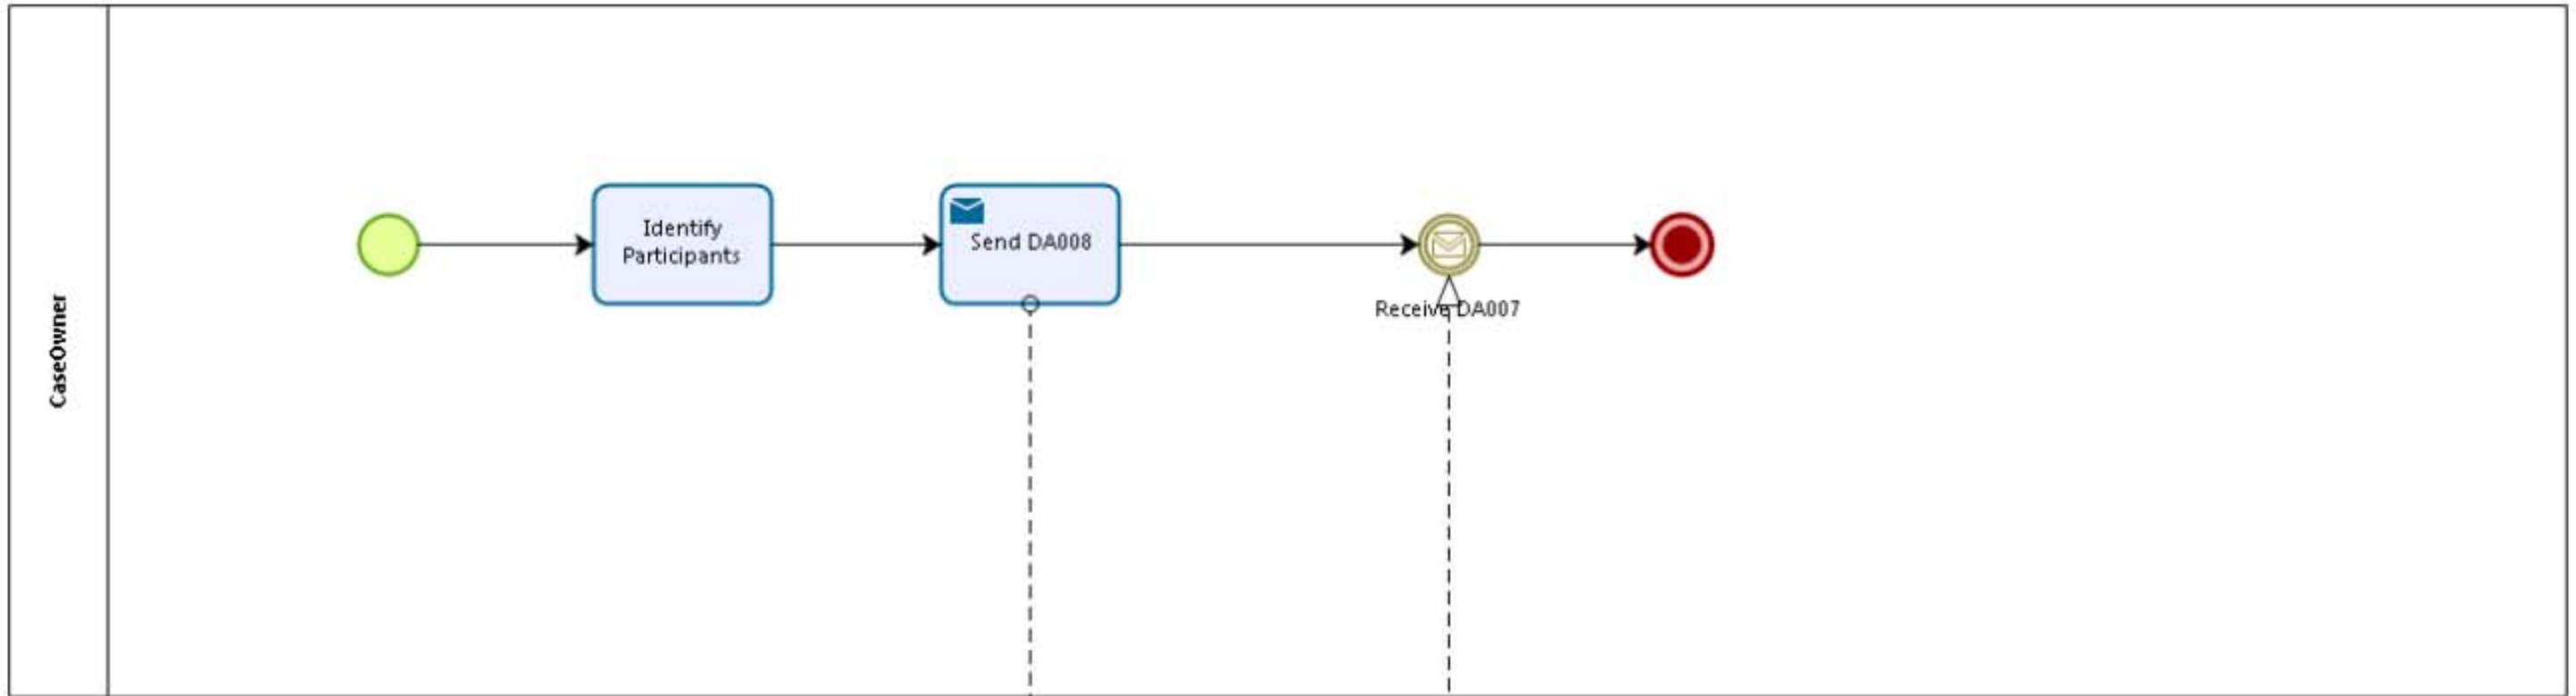 CaseOwner
Identify
Participants
Send DA008
Receive DA007